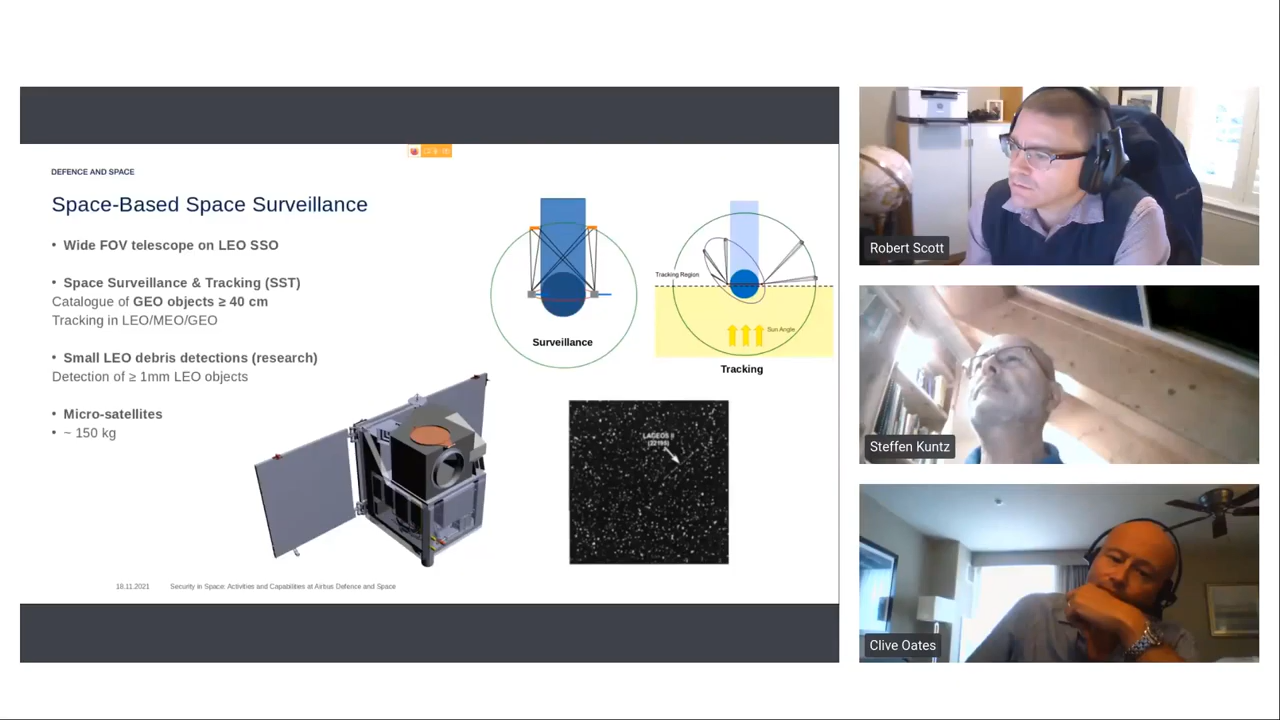 DEFENCE AND SPACE
Space-Based Space Surveillance
• Wide FOV telescope on LEO SSO
• Space Surveillance & Tracking (SST)
Catalogue of GEO objects ≥ 40 cm
Tracking in LEO/MEO/GEO
• Small LEO debris detections (research)
Detection of ≥ 1mm LEO objects
• Micro-satellites
• ~ 150 kg
Surveillance
Tracking Region
Sun Angle
Tracking
LAGEOS II
18.11.2021
Security in Space: Activities and Capabilities at Airbus Defence and Space
Robert Scott
Steffen Kuntz
Clive Oates